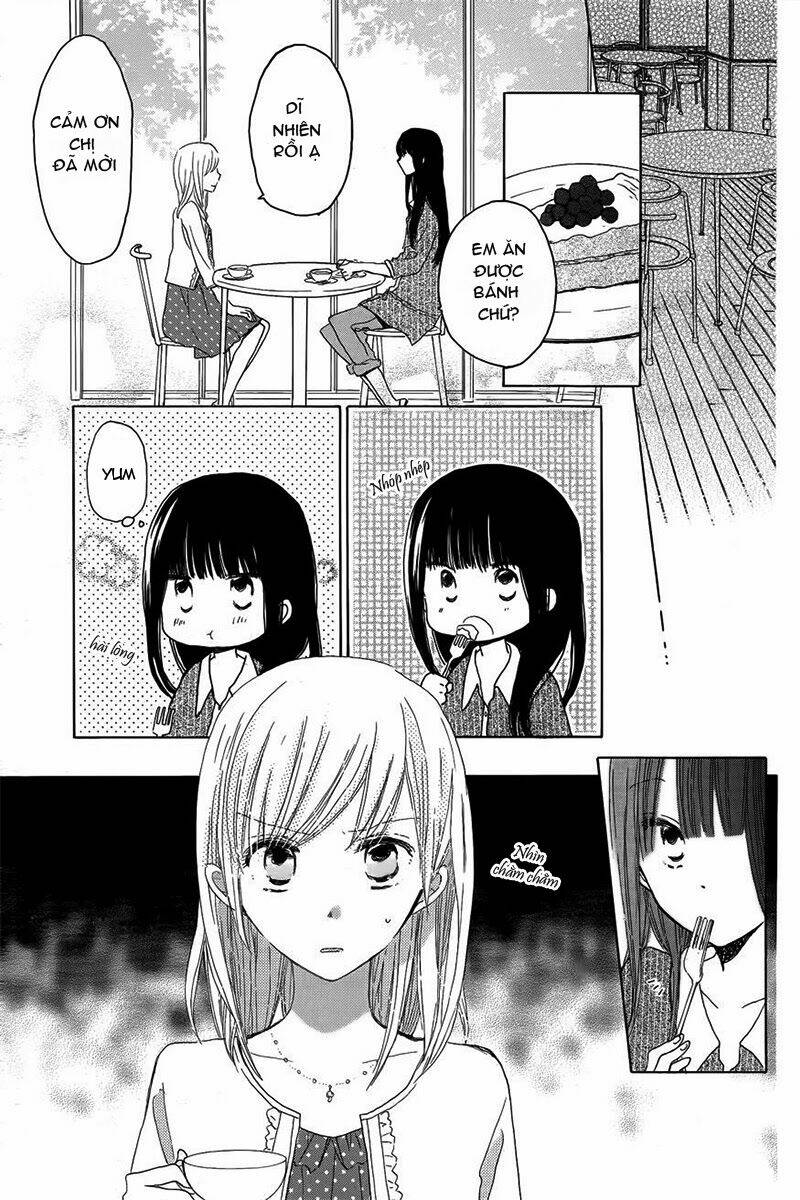 EM ĂN
ĐƯỢC
BÁNH
CHỨ?
DĨ
NHIÊN
RỒI Ạ
CẢM ƠN
CHỊ
ĐÃ MỜI
Nhóp nhép
YUM
hài lòng
Nhìn
chằm chằm